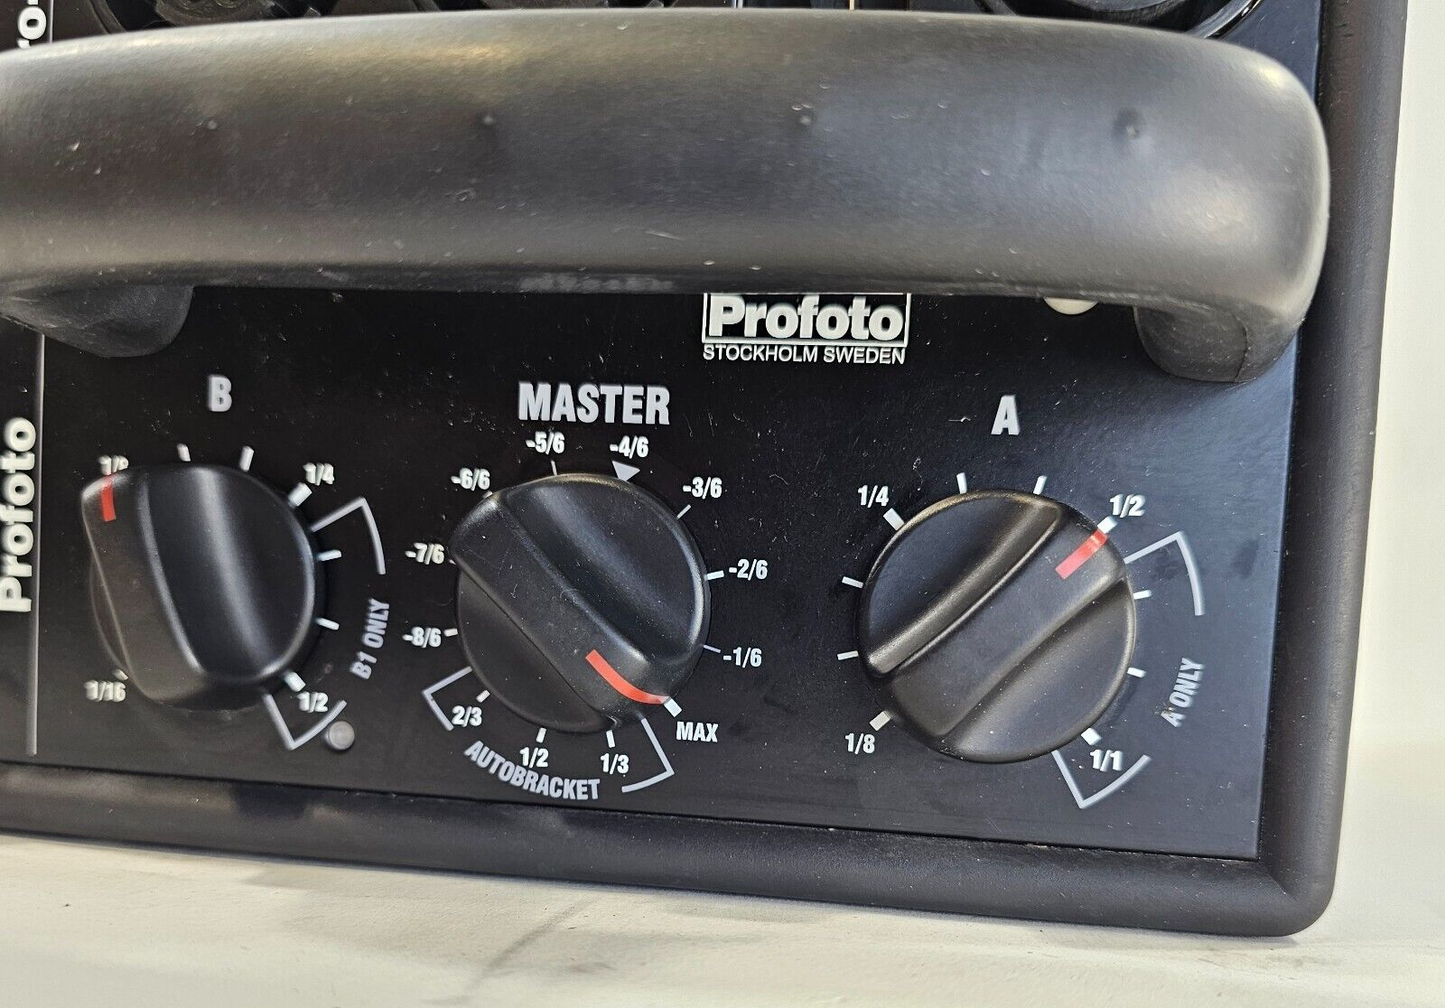 Profoto
Profoto
STOCKHOLM SWEDEN
B
1/8
1/4
B1 ONLY
1/2
1/16
MASTER
-5/6
-4/6
-6/6
-3/6
-7/6
-2/6
-8/6
-1/6
2/3
1/2
1/3
MAX
AUTOBRACKET
A
1/4
1/2
A ONLY
1/8
1/1